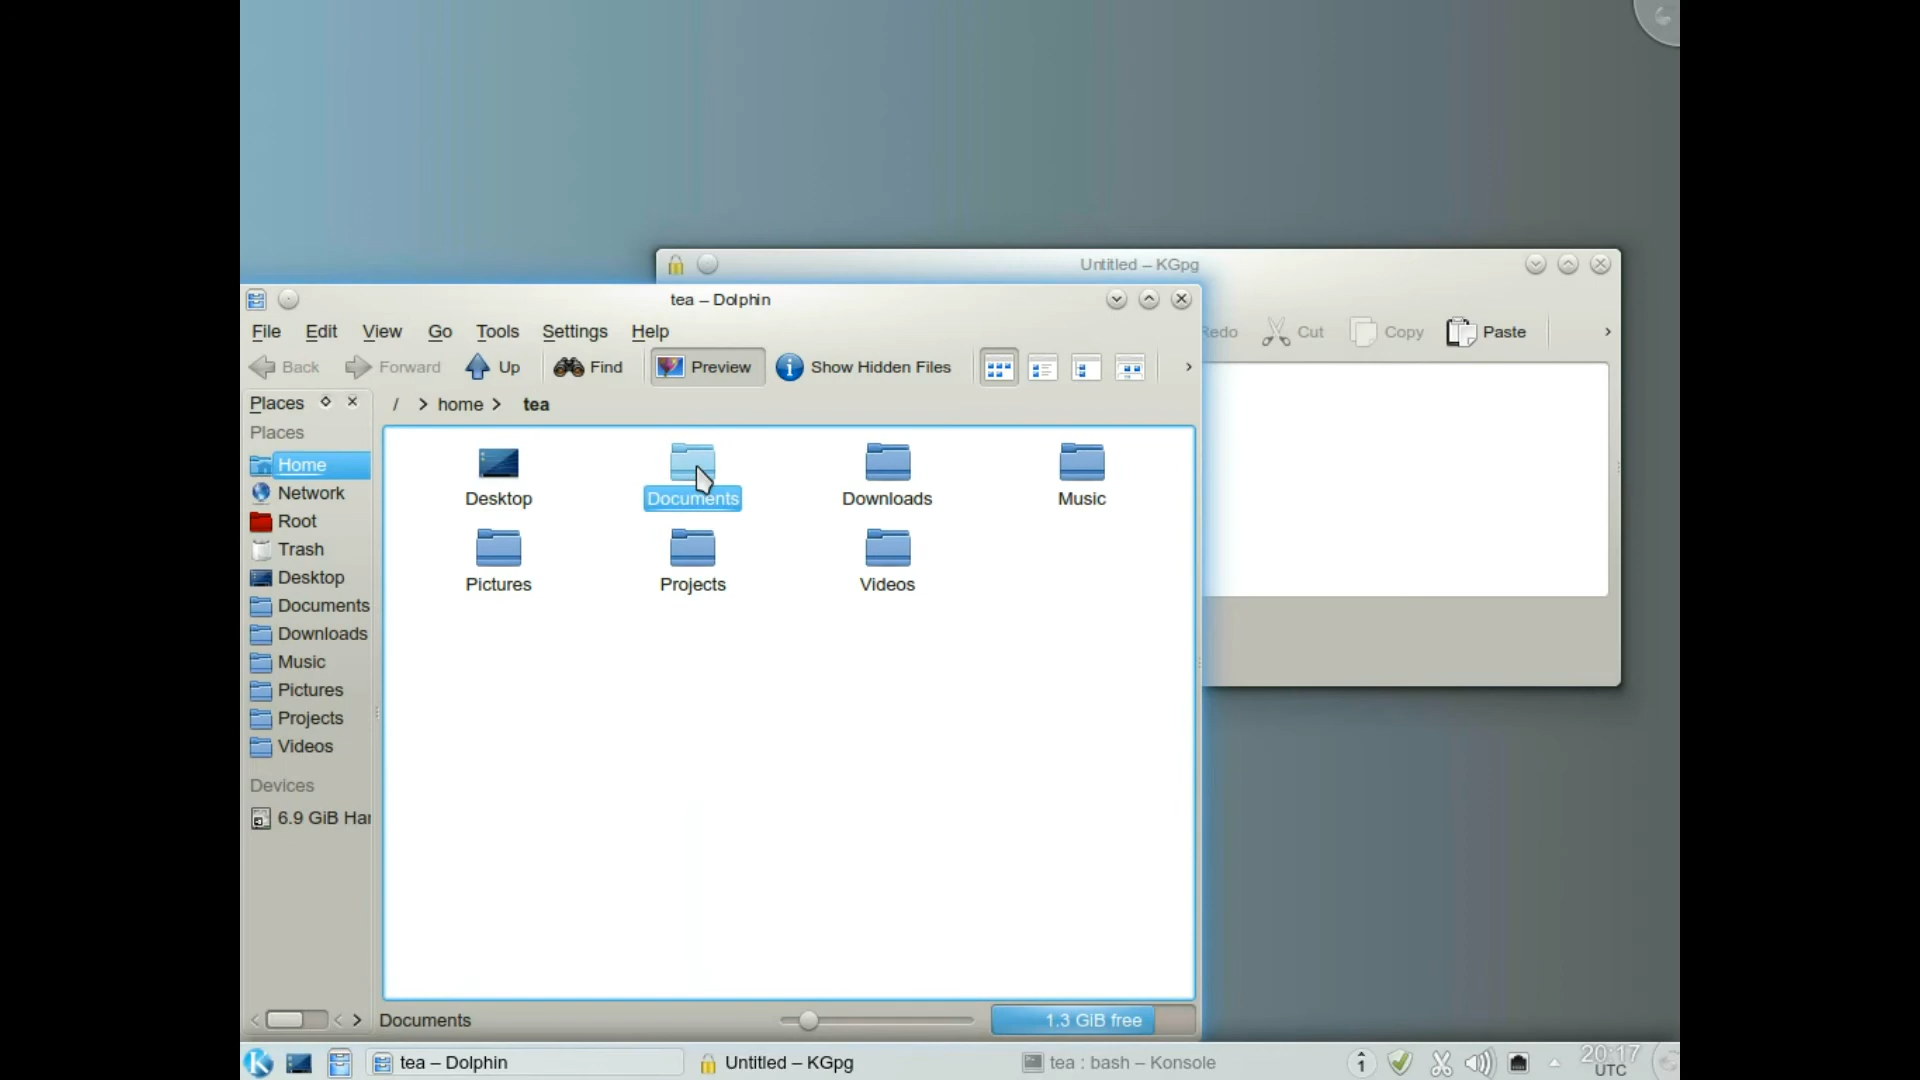 Untitled – KGpg
tea – Dolphin
File Edit View Go Tools Settings Help
Cut Copy Paste
Back Forward Up Find Preview Show Hidden Files
Places
/ > home > tea
Places
Home
Network
Root
Trash
Desktop
Documents
Downloads
Music
Pictures
Projects
Videos
Devices
6.9 GiB Har
Desktop Documents Downloads Music
Pictures Projects Videos
Documents
1.3 GiB free
tea – Dolphin
Untitled – KGpg
tea : bash – Konsole
1
20:17
UTC